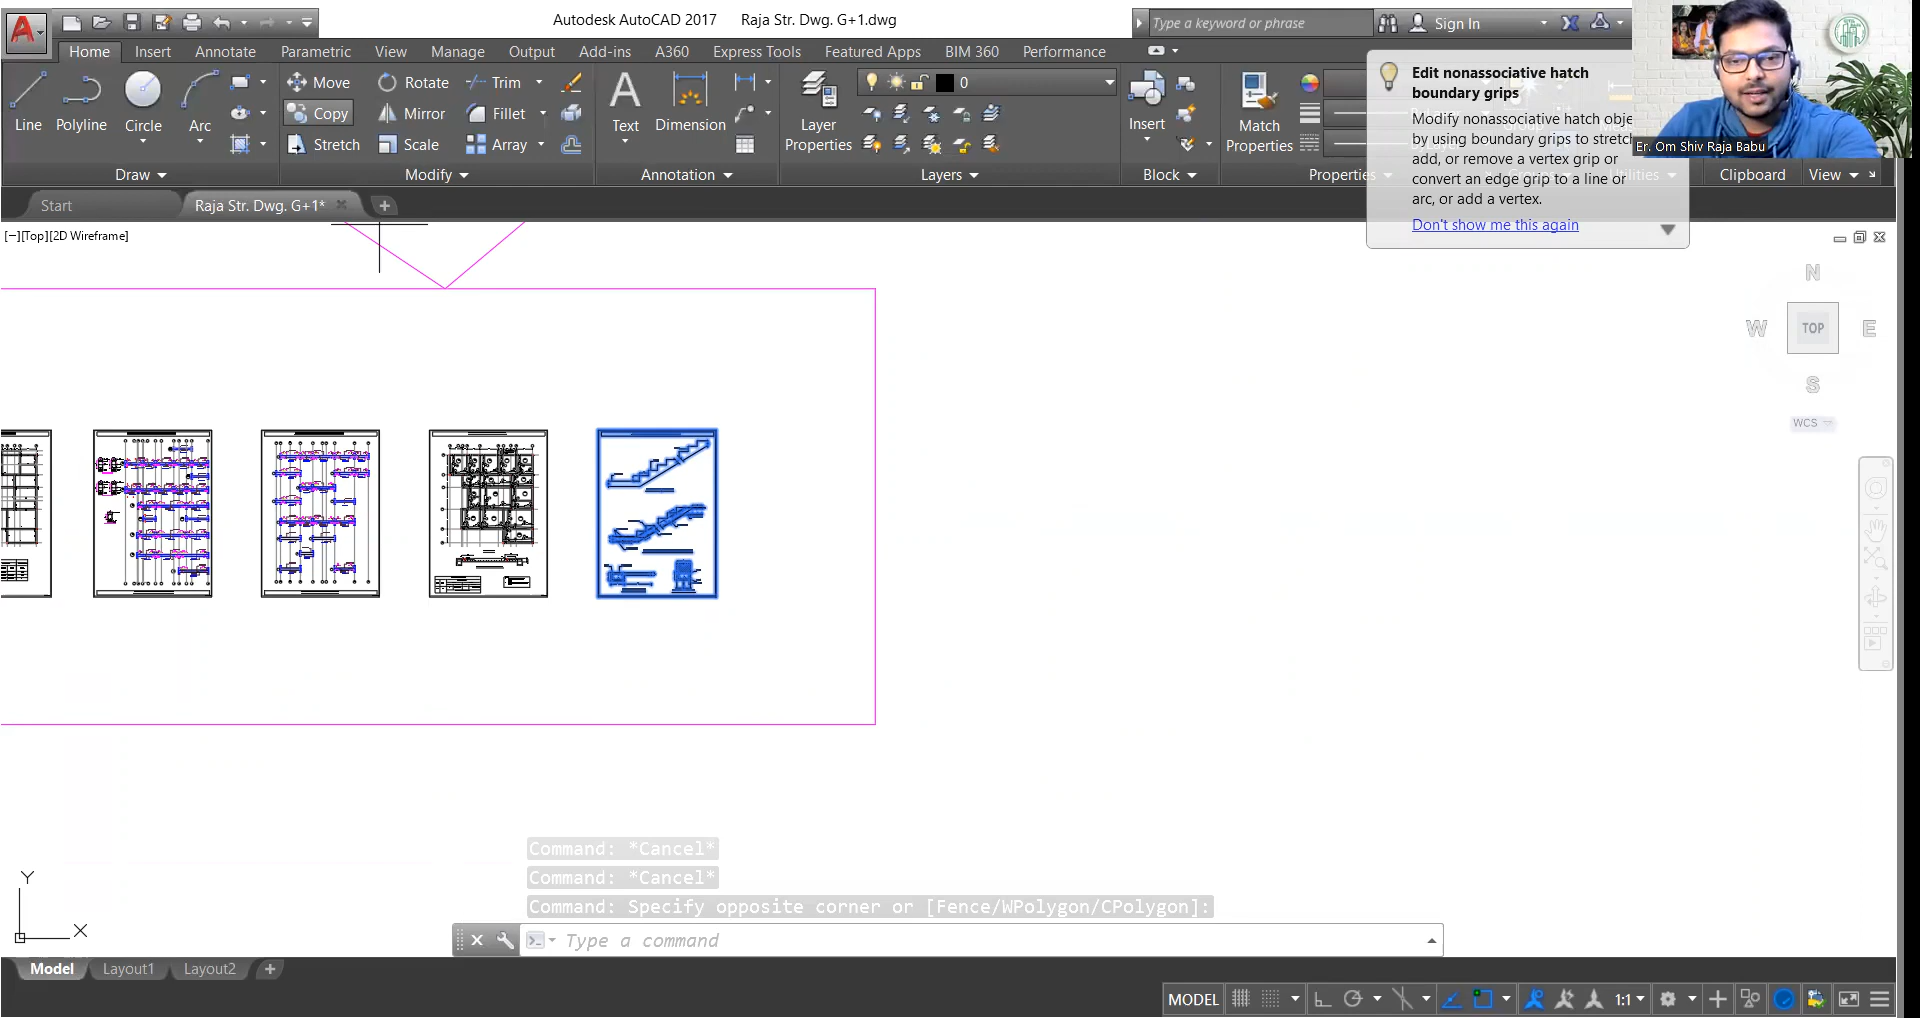 Autodesk AutoCAD 2017 Raja Str. Dwg. G+1.dwg
Type a keyword or phrase
Sign In
Home Insert Annotate Parametric View Manage Output Add-ins A360 Express Tools Featured Apps BIM 360 Performance
Line Polyline Circle Arc
Move Rotate Trim
Copy Mirror Fillet
Stretch Scale Array
Text Dimension
Layer Properties
0
Insert
Match Properties
Draw Modify Annotation Layers Block Properties Utilities Clipboard View
Edit nonassociative hatch
boundary grips
Modify nonassociative hatch obje
by using boundary grips to stretch
add, or remove a vertex grip or
convert an edge grip to a line or
arc, or add a vertex.
Don't show me this again
Er. Om Shiv Raja Babu
Start Raja Str. Dwg. G+1*
[−][Top][2D Wireframe]
N
W TOP E
S
WCS
Command: *Cancel*
Command: *Cancel*
Command: Specify opposite corner or [Fence/WPolygon/CPolygon]:
Type a command
Y
X
Model Layout1 Layout2
MODEL 1:1